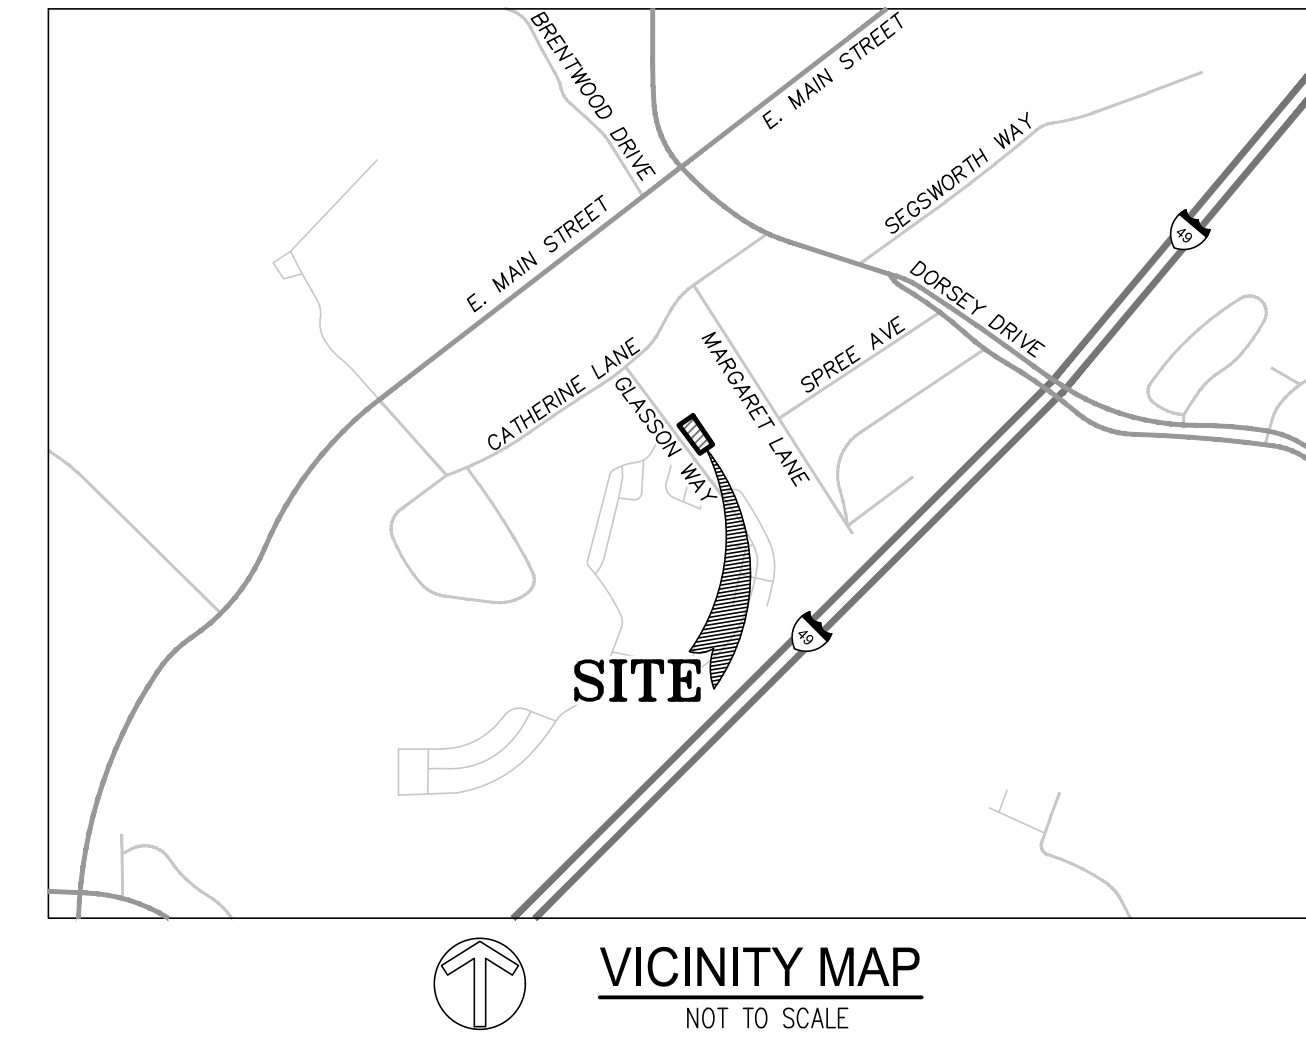 BRENTWOOD DRIVE
E. MAIN STREET
SEGSWORTH WAY
E. MAIN STREET
49
DORSEY DRIVE
SPREE AVE
MARGARET LANE
CATHERINE LANE
GLASSON WAY
49
SITE
VICINITY MAP
NOT TO SCALE